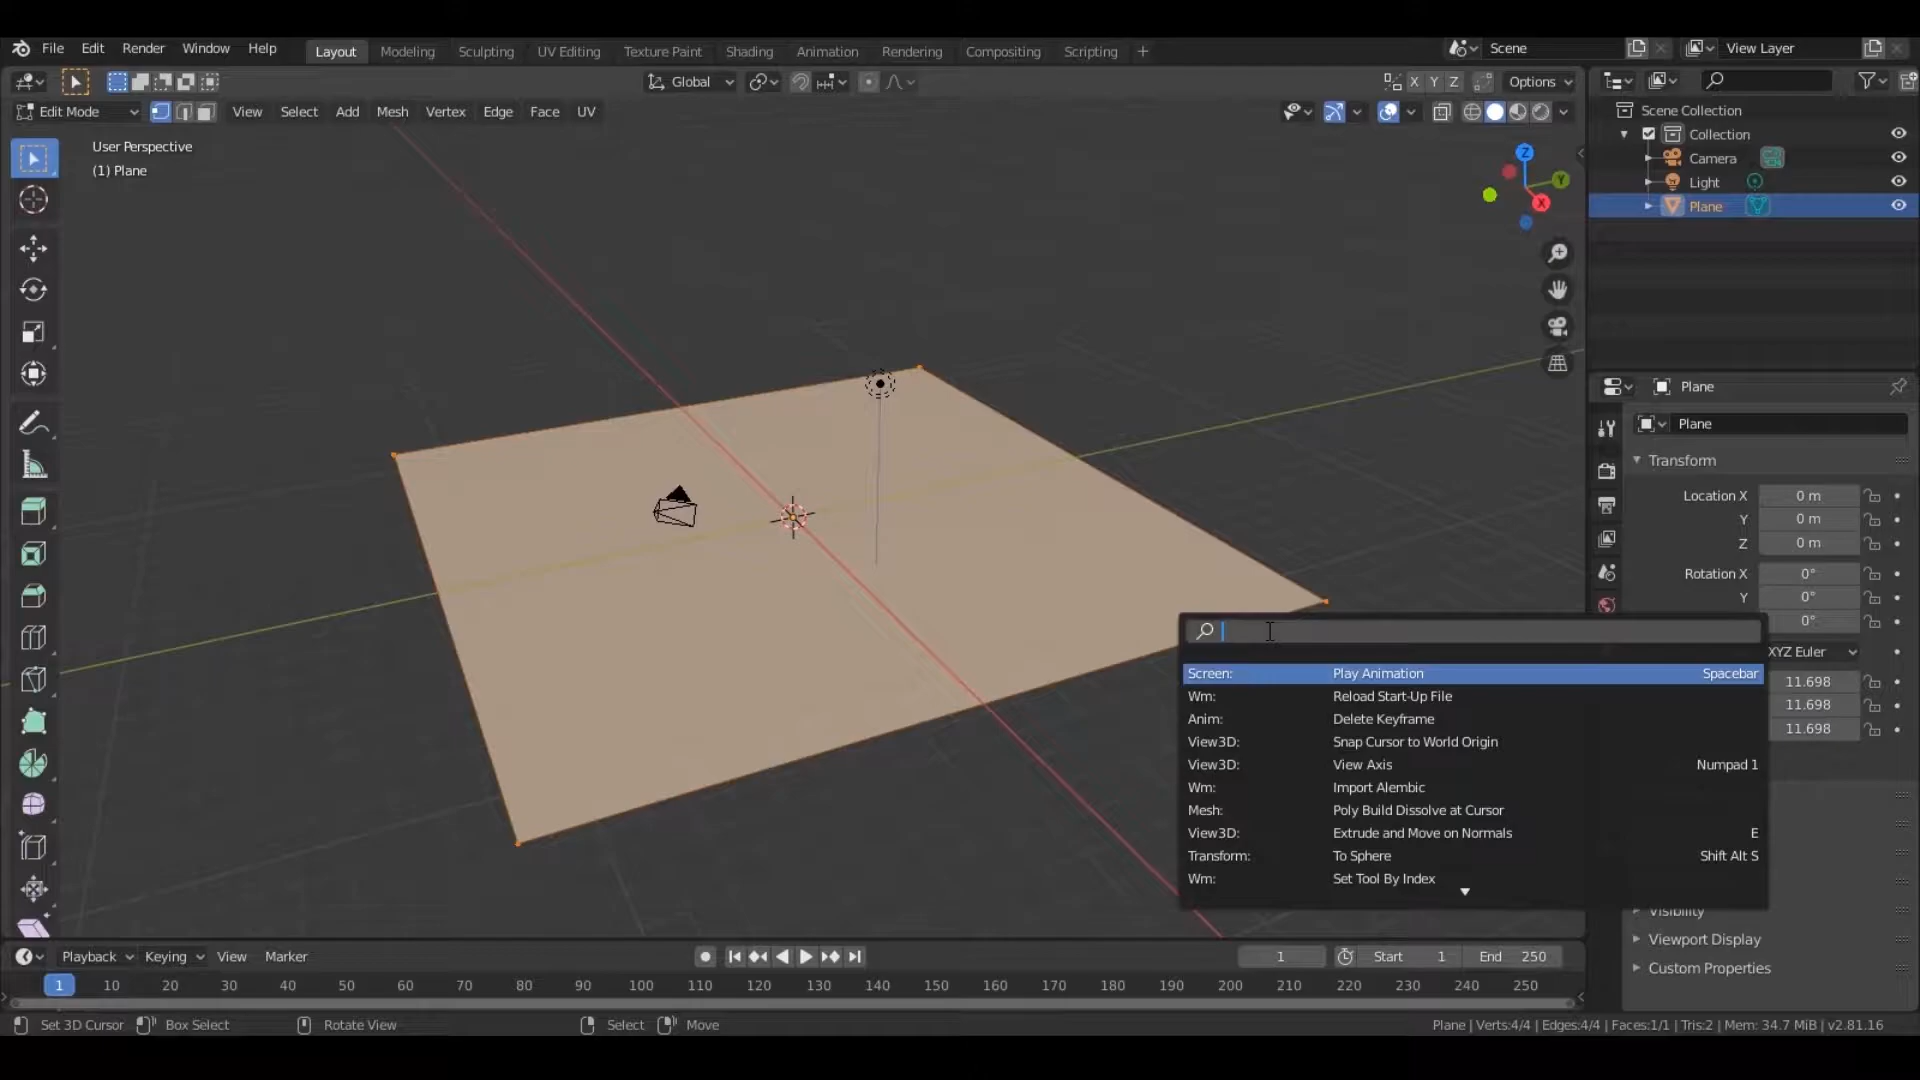 File Edit Render Window Help Layout Modeling Sculpting UV Editing Texture Paint Shading Animation Rendering Compositing Scripting + Scene View Layer
Global X Y Z Options
Edit Mode View Select Add Mesh Vertex Edge Face UV
User Perspective
(1) Plane
Z
Y
X
Scene Collection
Collection
Camera
Light
Plane
Plane
Plane
Transform
Location X 0 m
Y 0 m
Z 0 m
Rotation X 0°
Y 0°
0°
XYZ Euler
11.698
11.698
11.698
Screen: Play Animation Spacebar
Wm: Reload Start-Up File
Anim: Delete Keyframe
View3D: Snap Cursor to World Origin
View3D: View Axis Numpad 1
Wm: Import Alembic
Mesh: Poly Build Dissolve at Cursor
View3D: Extrude and Move on Normals E
Transform: To Sphere Shift Alt S
Wm: Set Tool By Index
Visibility
Viewport Display
Custom Properties
Playback Keying View Marker 1 Start 1 End 250
1 10 20 30 40 50 60 70 80 90 100 110 120 130 140 150 160 170 180 190 200 210 220 230 240 250
Set 3D Cursor Box Select Rotate View Select Move Plane | Verts:4/4 | Edges:4/4 | Faces:1/1 | Tris:2 | Mem: 34.7 MiB | v2.81.16